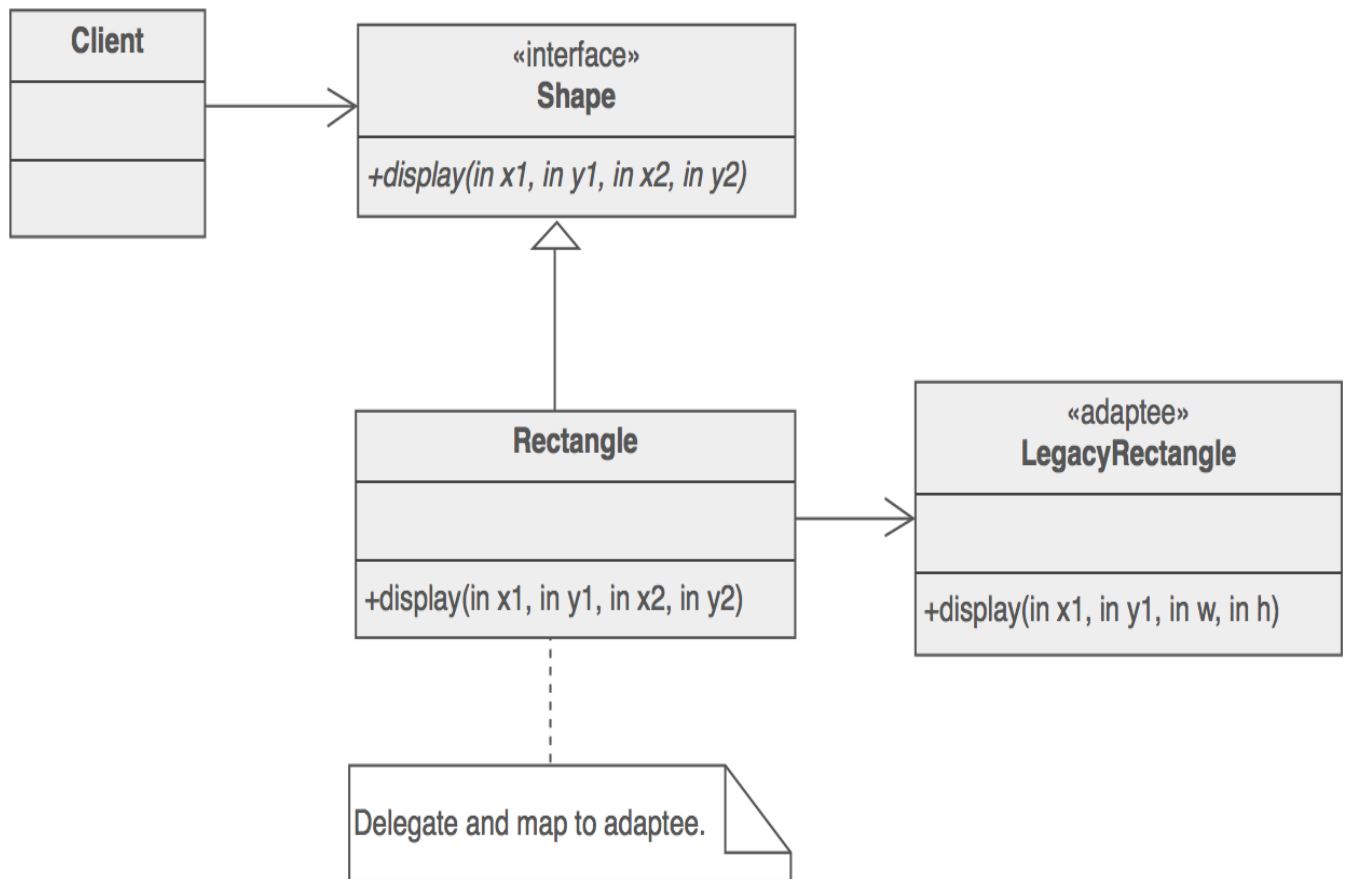 Client
«interface»
Shape
+display(in x1, in y1, in x2, in y2)
Rectangle
+display(in x1, in y1, in x2, in y2)
«adaptee»
LegacyRectangle
+display(in x1, in y1, in w, in h)
Delegate and map to adaptee.